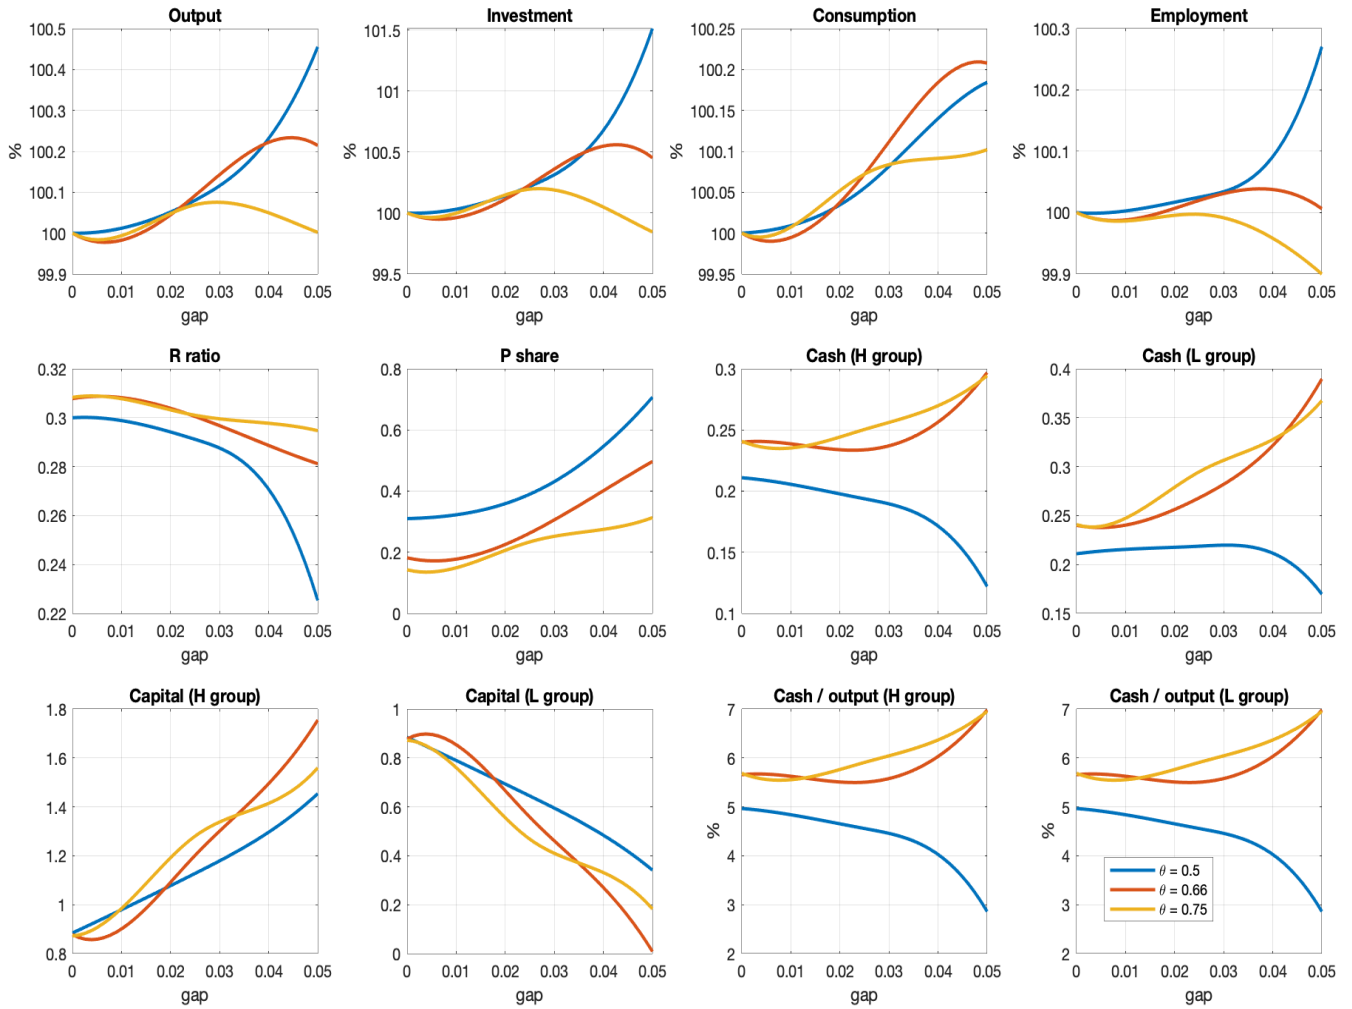 Output
100.5
100.4
100.3
100.2
100.1
100
99.9
%
0 0.01 0.02 0.03 0.04 0.05
gap
Investment
101.5
101
100.5
100
99.5
%
0 0.01 0.02 0.03 0.04 0.05
gap
Consumption
100.25
100.2
100.15
100.1
100.05
100
99.95
%
0 0.01 0.02 0.03 0.04 0.05
gap
Employment
100.3
100.2
100.1
100
99.9
%
0 0.01 0.02 0.03 0.04 0.05
gap
R ratio
0.32
0.3
0.28
0.26
0.24
0.22
0 0.01 0.02 0.03 0.04 0.05
gap
P share
0.8
0.6
0.4
0.2
0
0 0.01 0.02 0.03 0.04 0.05
gap
Cash (H group)
0.3
0.25
0.2
0.15
0.1
0 0.01 0.02 0.03 0.04 0.05
gap
Cash (L group)
0.4
0.35
0.3
0.25
0.2
0.15
0 0.01 0.02 0.03 0.04 0.05
gap
Capital (H group)
1.8
1.6
1.4
1.2
1
0.8
0 0.01 0.02 0.03 0.04 0.05
gap
Capital (L group)
1
0.8
0.6
0.4
0.2
0
0 0.01 0.02 0.03 0.04 0.05
gap
Cash / output (H group)
7
6
5
4
3
2
%
0 0.01 0.02 0.03 0.04 0.05
gap
Cash / output (L group)
7
6
5
4
3
2
%
θ = 0.5
θ = 0.66
θ = 0.75
0 0.01 0.02 0.03 0.04 0.05
gap